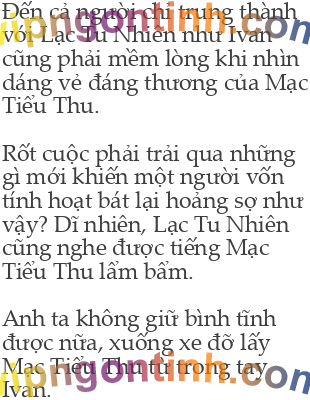 Đến cả người chỉ trung thành
với Lạc Tu Nhiên như Ivan
cũng phải mềm lòng khi nhìn
dáng vẻ đáng thương của Mạc
Tiểu Thu.
Rốt cuộc phải trải qua những
gì mới khiến một người vốn
tính hoạt bát lại hoảng sợ như
vậy? Dĩ nhiên, Lạc Tu Nhiên
cũng nghe được tiếng Mạc
Tiểu Thu lẩm bẩm.
Anh ta không giữ bình tĩnh
được nữa, xuống xe đỡ lấy
Mạc Tiểu Thu từ trong tay
Ivan.
vipngontinh.com
vipngontinh.com